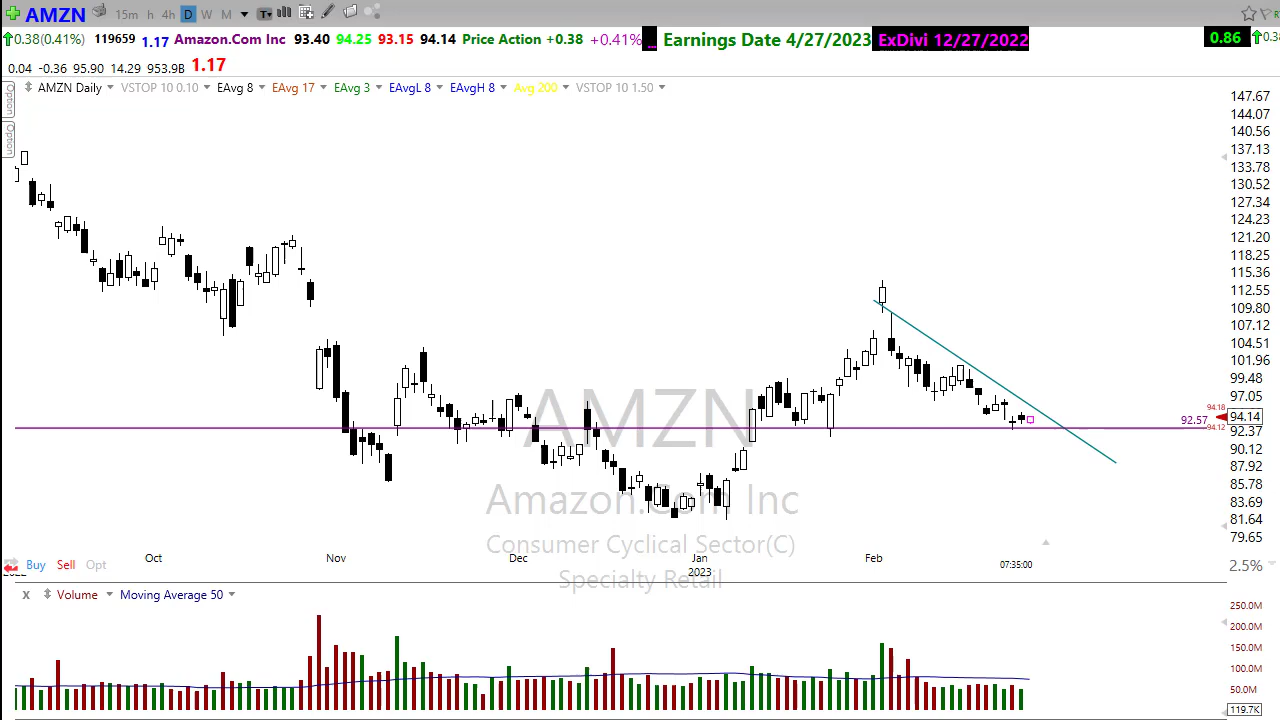 AMZN 15m h 4h D W M T
0.38(0.41%) 119659 1.17 Amazon.Com Inc 93.40 94.25 93.15 94.14 Price Action +0.38 +0.41% ... Earnings Date 4/27/2023 ExDivi 12/27/2022 0.86
0.04 -0.36 95.90 14.29 953.9B 1.17
AMZN Daily VSTOP 10 0.10 EAvg 8 EAvg 17 EAvg 3 EAvgL 8 EAvgH 8 Avg 200 VSTOP 10 1.50
Option
Option
147.67
144.07
140.56
137.13
133.78
130.52
127.34
124.23
121.20
118.25
115.36
112.55
109.80
107.12
104.51
101.96
99.48
97.05
94.18
94.14
92.57
94.12
92.37
90.12
87.92
85.78
83.69
81.64
79.65
AMZN
Amazon.Com Inc
Consumer Cyclical Sector(C)
Specialty Retail
Oct Nov Dec Jan Feb
2023
07:35:00
Buy Sell Opt
2.5%
x Volume Moving Average 50
250.0M
200.0M
150.0M
100.0M
50.0M
119.7K